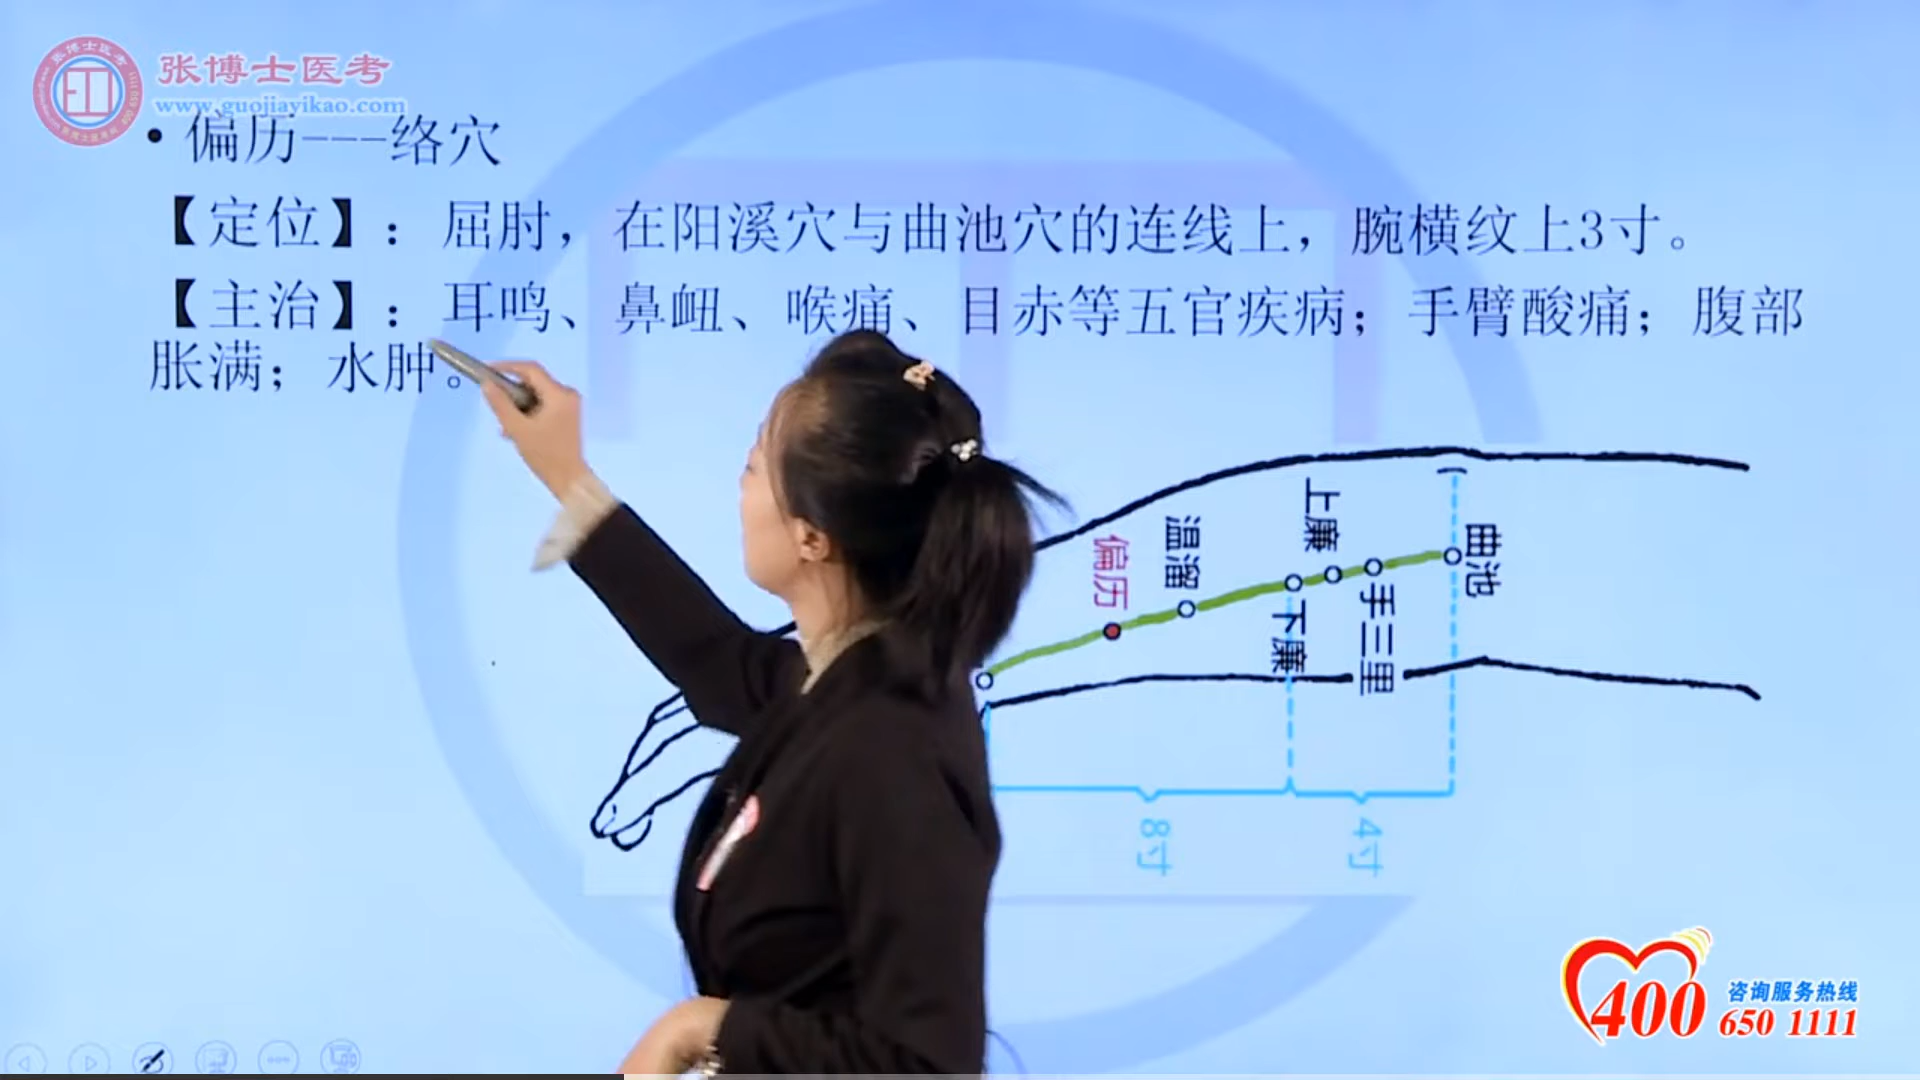 张博士医考
www.guojiayikao.com
• 偏历---络穴
【定位】：屈肘，在阳溪穴与曲池穴的连线上，腕横纹上3寸。
【主治】：耳鸣、鼻衄、喉痛、目赤等五官疾病；手臂酸痛；腹部
胀满；水肿。
偏历
温溜
上廉
下廉
手三里
曲池
8寸
4寸
400
咨询服务热线
650 1111